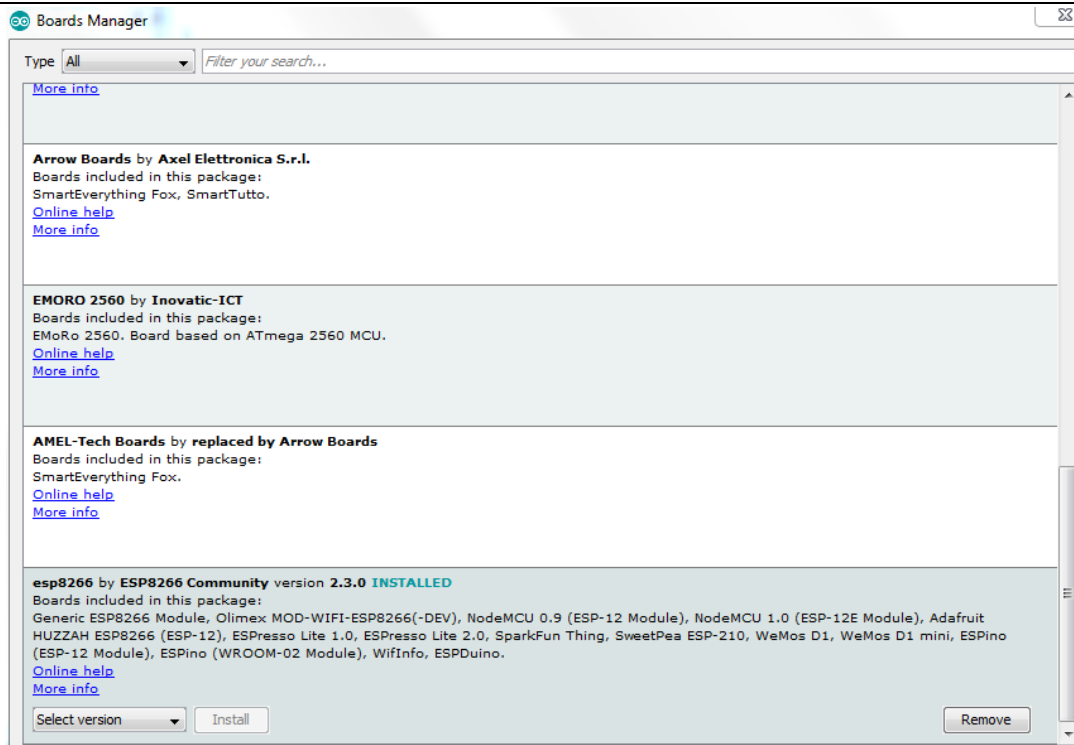 Boards Manager
Type All Filter your search...
More info
Arrow Boards by Axel Elettronica S.r.l.
Boards included in this package:
SmartEverything Fox, SmartTutto.
Online help
More info
EMORO 2560 by Inovatic-ICT
Boards included in this package:
EMoRo 2560. Board based on ATmega 2560 MCU.
Online help
More info
AMEL-Tech Boards by replaced by Arrow Boards
Boards included in this package:
SmartEverything Fox.
Online help
More info
esp8266 by ESP8266 Community version 2.3.0 INSTALLED
Boards included in this package:
Generic ESP8266 Module, Olimex MOD-WIFI-ESP8266(-DEV), NodeMCU 0.9 (ESP-12 Module), NodeMCU 1.0 (ESP-12E Module), Adafruit
HUZZAH ESP8266 (ESP-12), ESPresso Lite 1.0, ESPresso Lite 2.0, SparkFun Thing, SweetPea ESP-210, WeMos D1, WeMos D1 mini, ESPino
(ESP-12 Module), ESPino (WROOM-02 Module), WifInfo, ESPDuino.
Online help
More info
Select version Install Remove